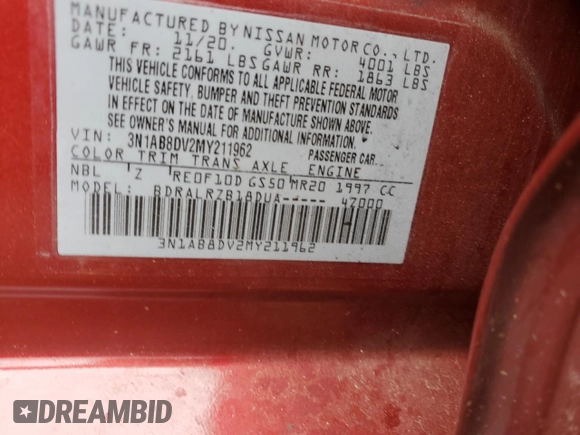 MANUFACTURED BY NISSAN MOTOR CO., LTD.
DATE: 11/20. GVWR: 4001 LBS
GAWR FR: 2161 LBS GAWR RR: 1863 LBS
THIS VEHICLE CONFORMS TO ALL APPLICABLE FEDERAL MOTOR
VEHICLE SAFETY, BUMPER AND THEFT PREVENTION STANDARDS
IN EFFECT ON THE DATE OF MANUFACTURE SHOWN ABOVE.
SEE OWNER'S MANUAL FOR ADDITIONAL INFORMATION.
VIN: 3N1AB8DV2MY211962 PASSENGER CAR
COLOR TRIM TRANS AXLE ENGINE
NBL Z RE0F10D GS50 MR20 1997 CC
MODEL: BDRALRZB18DUA----- 47000
3N1AB8DV2MY211962
DREAMBID